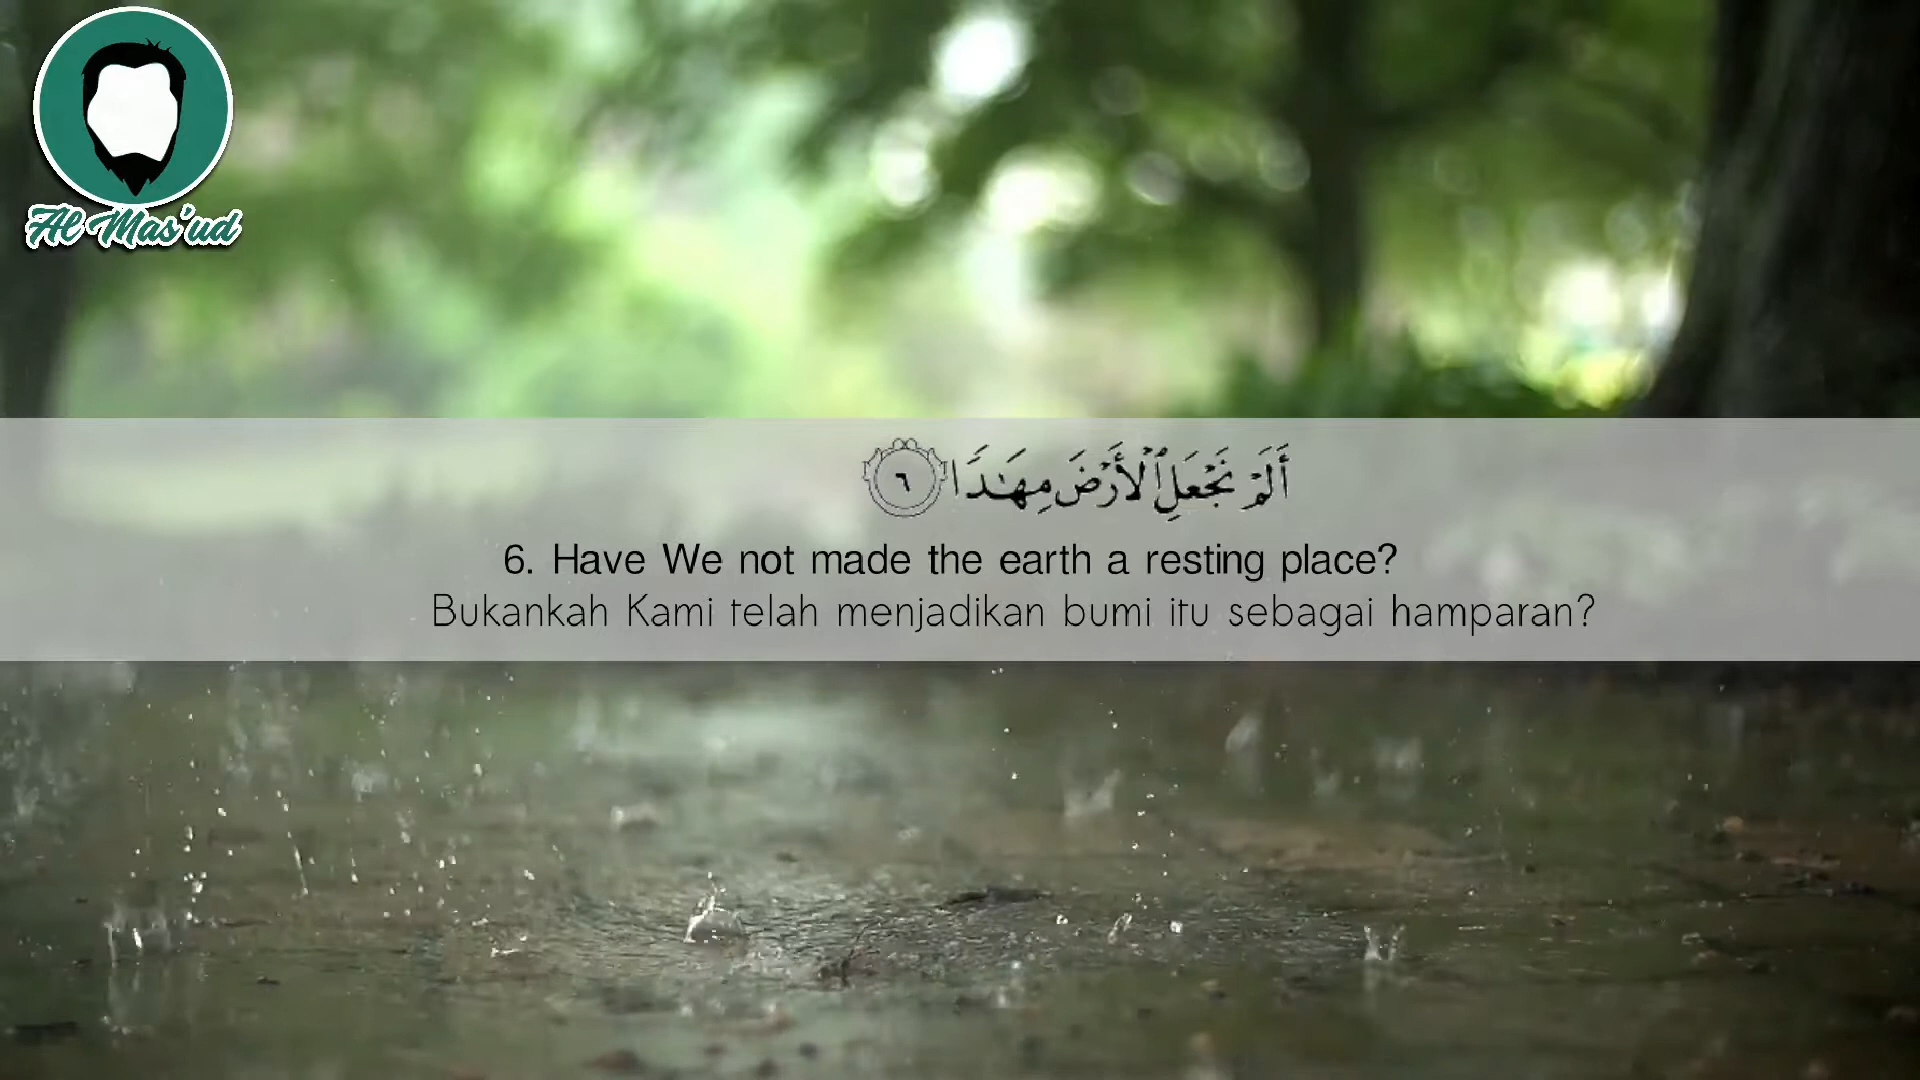 Al Mas'ud
أَلَمْ نَجْعَلِ ٱلْأَرْضَ مِهَٰدًا ٦
6. Have We not made the earth a resting place?
Bukankah Kami telah menjadikan bumi itu sebagai hamparan?